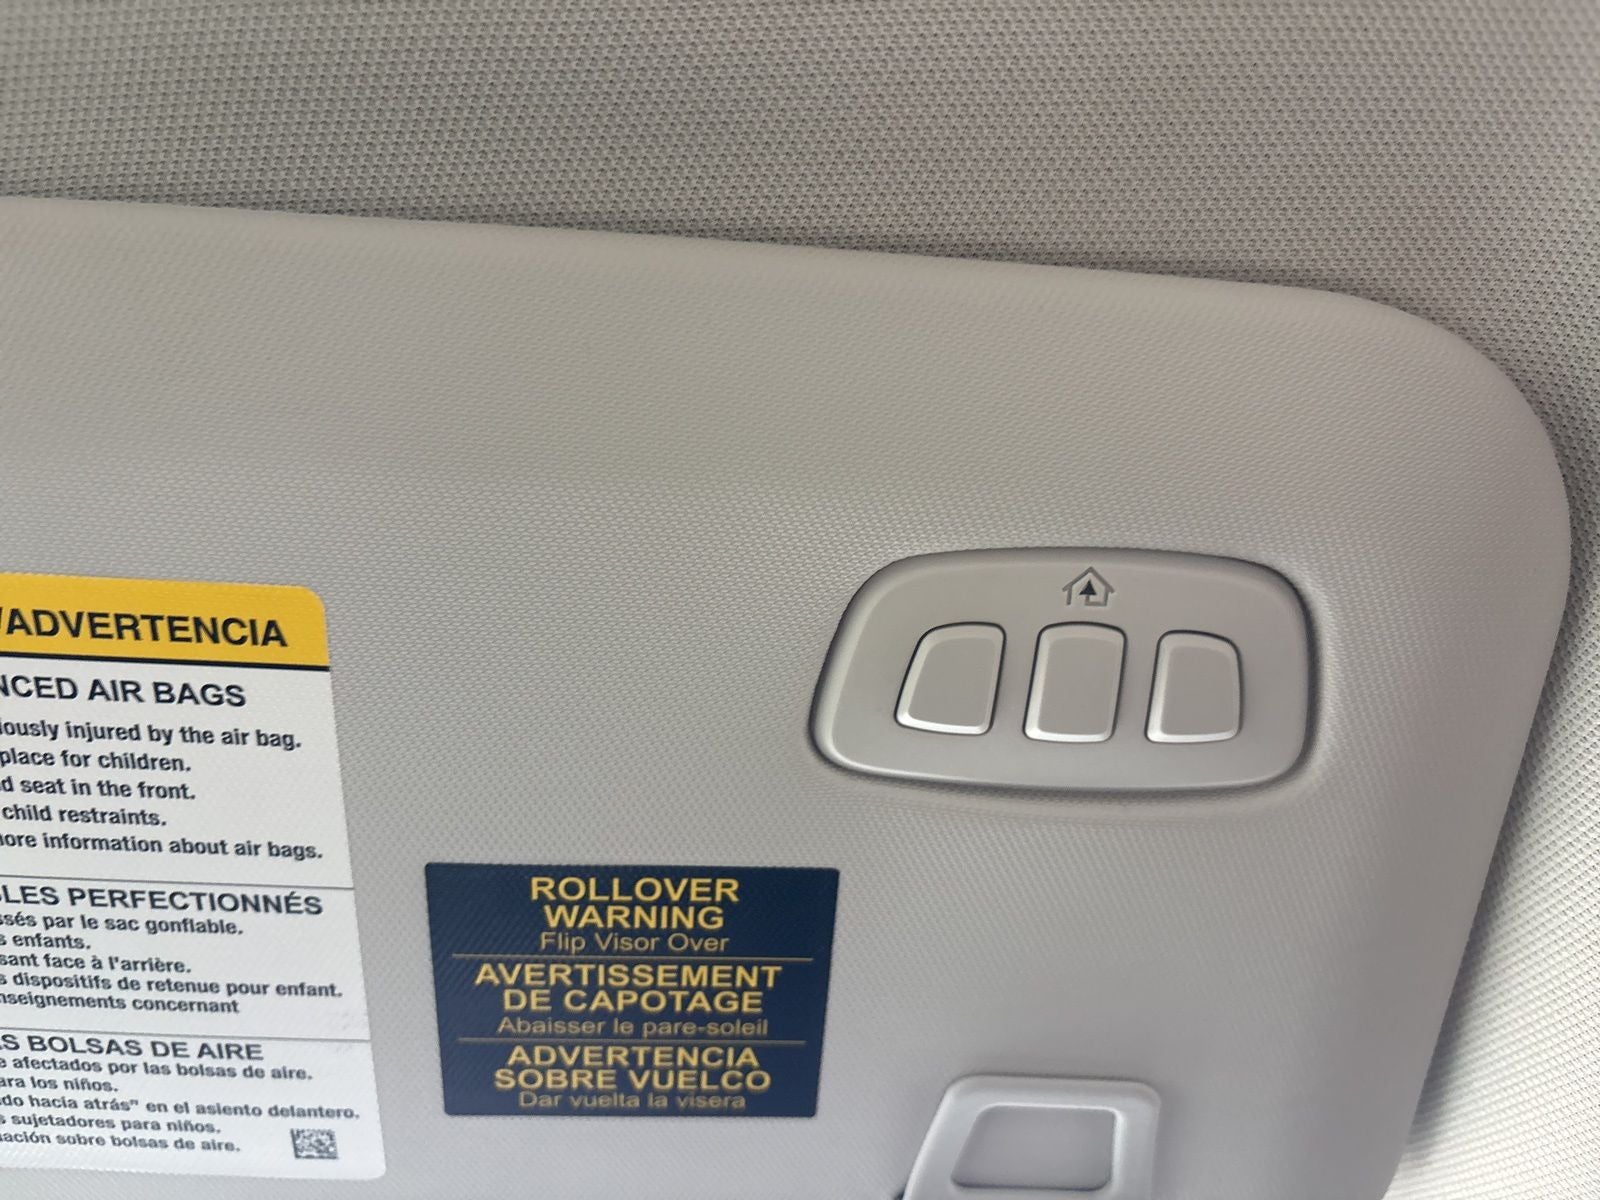 /ADVERTENCIA
NCED AIR BAGS
iously injured by the air bag.
place for children.
d seat in the front.
child restraints.
ore information about air bags.
LES PERFECTIONNÉS
ssés par le sac gonflable.
s enfants.
sant face à l'arrière.
s dispositifs de retenue pour enfant.
nseignements concernant
S BOLSAS DE AIRE
e afectados por las bolsas de aire.
ara los niños.
do hacia atrás" en el asiento delantero.
s sujetadores para niños.
ación sobre bolsas de aire.
ROLLOVER
WARNING
Flip Visor Over
AVERTISSEMENT
DE CAPOTAGE
Abaisser le pare-soleil
ADVERTENCIA
SOBRE VUELCO
Dar vuelta la visera